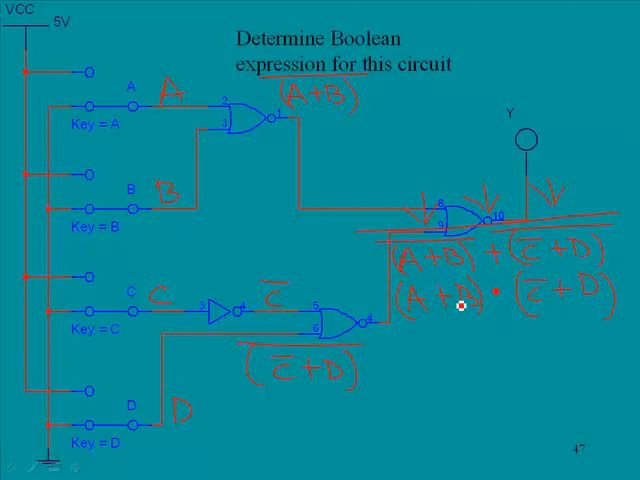 VCC
5V
Determine Boolean
expression for this circuit
A
A
2
1
(A+B)
3
Key = A
Y
B
B
8
10
9
Key = B
(A+B) + (C̅+D)
(A+B) • (C̅+D)
C
C
3
4
C̅
5
4
6
Key = C
(C̅+D)
D
D
Key = D
47